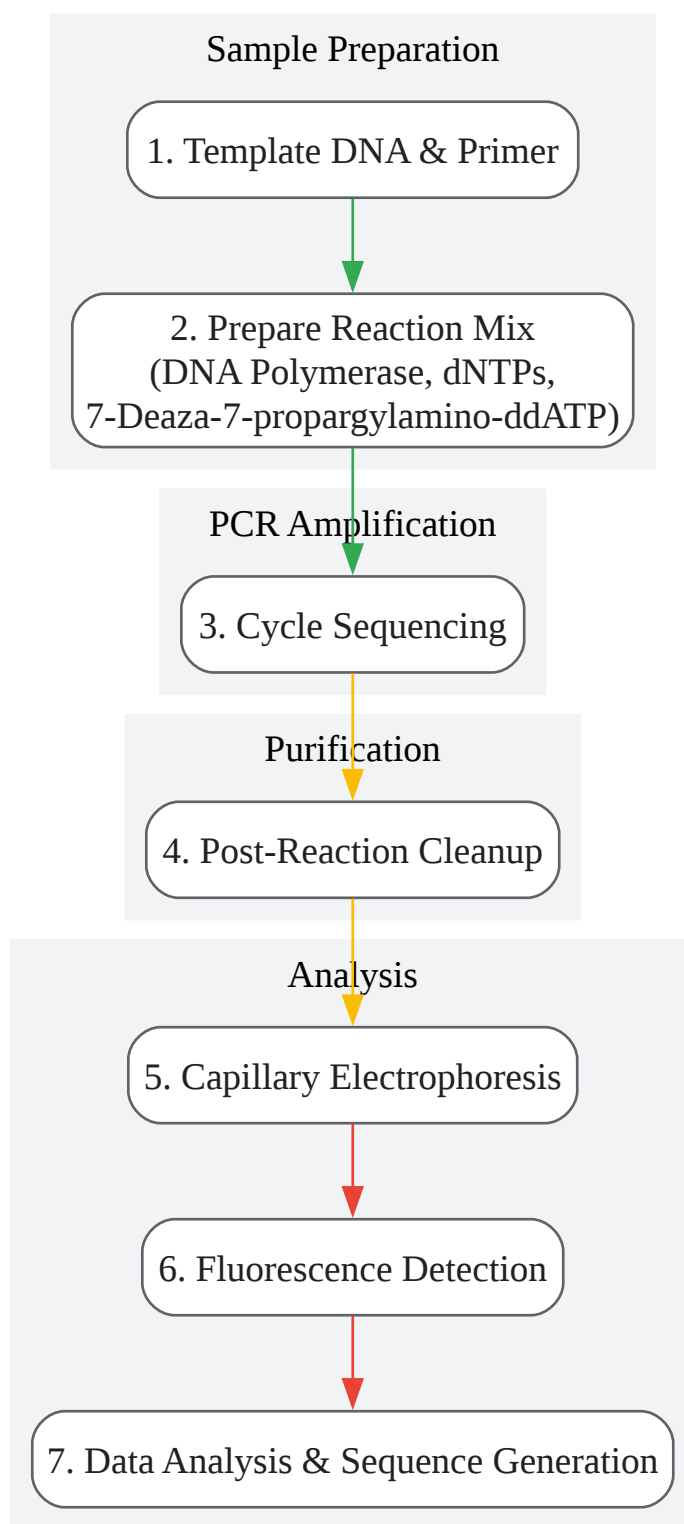 Sample Preparation
1. Template DNA & Primer
2. Prepare Reaction Mix
(DNA Polymerase, dNTPs,
7-Deaza-7-propargylamino-ddATP)
PCR Amplification
3. Cycle Sequencing
Purification
4. Post-Reaction Cleanup
Analysis
5. Capillary Electrophoresis
6. Fluorescence Detection
7. Data Analysis & Sequence Generation